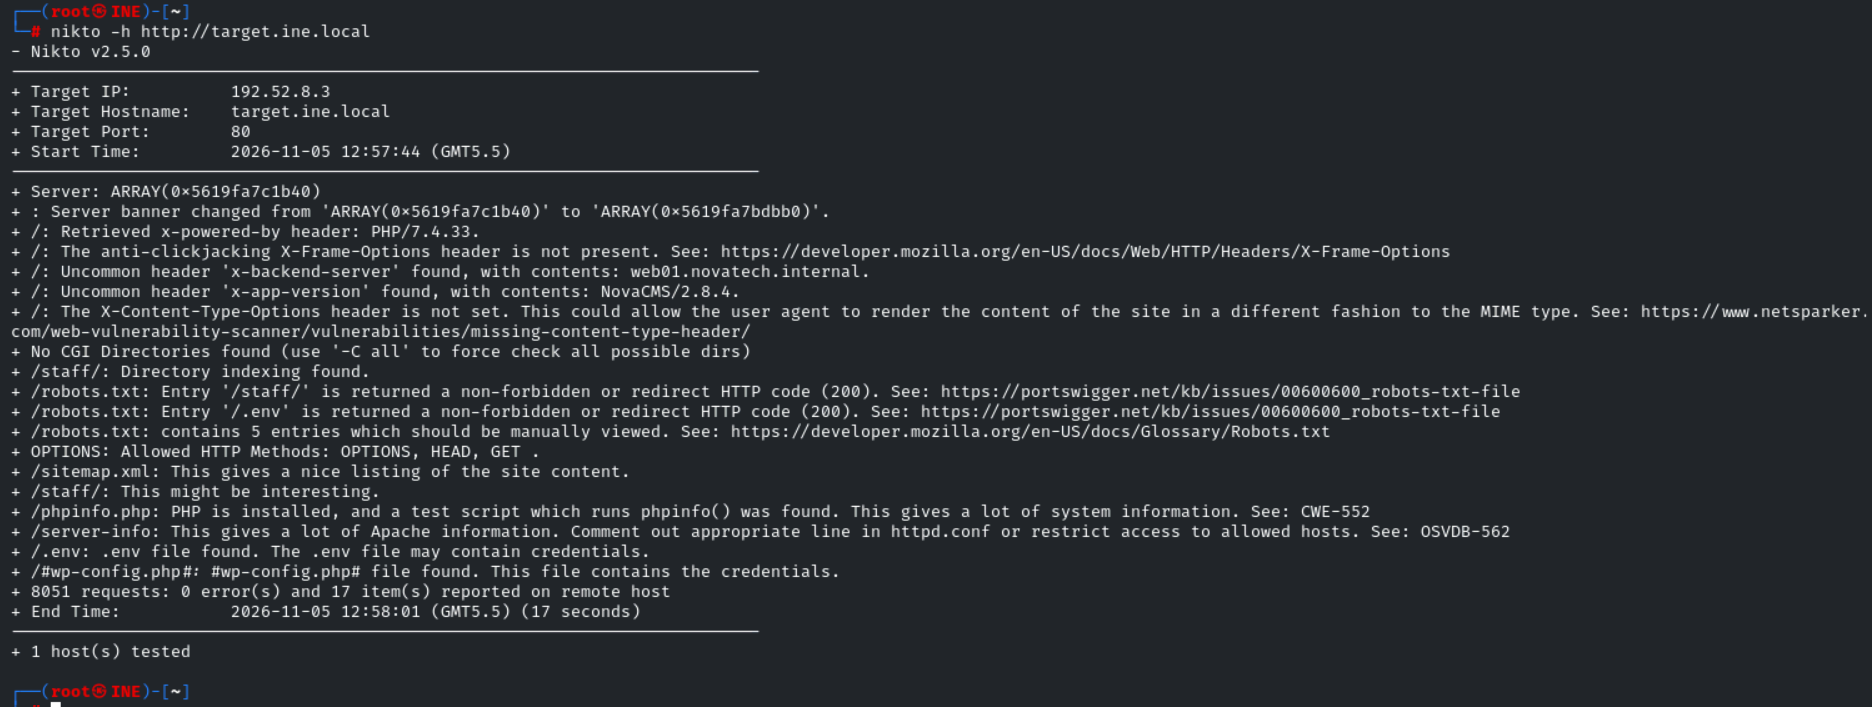 ┌──(root㉿INE)-[~]
└─# nikto -h http://target.ine.local
- Nikto v2.5.0
+ Target IP: 192.52.8.3
+ Target Hostname: target.ine.local
+ Target Port: 80
+ Start Time: 2026-11-05 12:57:44 (GMT5.5)
+ Server: ARRAY(0x5619fa7c1b40)
+ : Server banner changed from 'ARRAY(0x5619fa7c1b40)' to 'ARRAY(0x5619fa7bdbb0)'.
+ /: Retrieved x-powered-by header: PHP/7.4.33.
+ /: The anti-clickjacking X-Frame-Options header is not present. See: https://developer.mozilla.org/en-US/docs/Web/HTTP/Headers/X-Frame-Options
+ /: Uncommon header 'x-backend-server' found, with contents: web01.novatech.internal.
+ /: Uncommon header 'x-app-version' found, with contents: NovaCMS/2.8.4.
+ /: The X-Content-Type-Options header is not set. This could allow the user agent to render the content of the site in a different fashion to the MIME type. See: https://www.netsparker.
com/web-vulnerability-scanner/vulnerabilities/missing-content-type-header/
+ No CGI Directories found (use '-C all' to force check all possible dirs)
+ /staff/: Directory indexing found.
+ /robots.txt: Entry '/staff/' is returned a non-forbidden or redirect HTTP code (200). See: https://portswigger.net/kb/issues/00600600_robots-txt-file
+ /robots.txt: Entry '/.env' is returned a non-forbidden or redirect HTTP code (200). See: https://portswigger.net/kb/issues/00600600_robots-txt-file
+ /robots.txt: contains 5 entries which should be manually viewed. See: https://developer.mozilla.org/en-US/docs/Glossary/Robots.txt
+ OPTIONS: Allowed HTTP Methods: OPTIONS, HEAD, GET .
+ /sitemap.xml: This gives a nice listing of the site content.
+ /staff/: This might be interesting.
+ /phpinfo.php: PHP is installed, and a test script which runs phpinfo() was found. This gives a lot of system information. See: CWE-552
+ /server-info: This gives a lot of Apache information. Comment out appropriate line in httpd.conf or restrict access to allowed hosts. See: OSVDB-562
+ /.env: .env file found. The .env file may contain credentials.
+ /#wp-config.php#: #wp-config.php# file found. This file contains the credentials.
+ 8051 requests: 0 error(s) and 17 item(s) reported on remote host
+ End Time: 2026-11-05 12:58:01 (GMT5.5) (17 seconds)
+ 1 host(s) tested
┌──(root㉿INE)-[~]